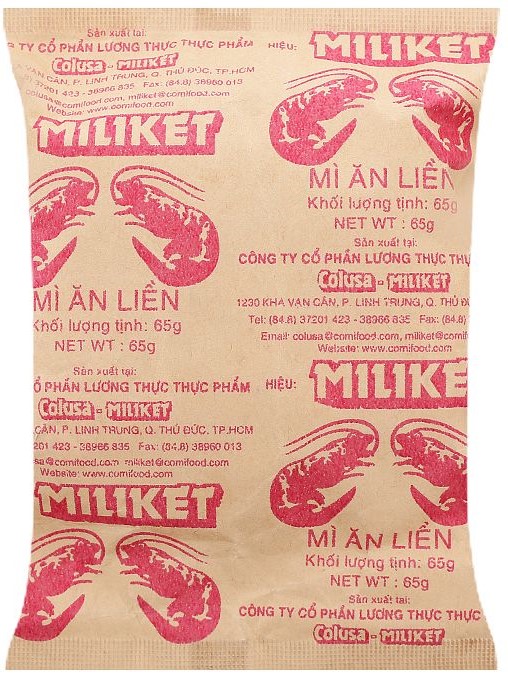 Sản xuất tại:
TY CỔ PHẦN LƯƠNG THỰC THỰC PHẨM
Colusa - MILIKET
VẠN CÂN, P. LINH TRUNG, Q. THỦ ĐỨC, TP.HCM
37201 423 - 38966 835 Fax: (84.8) 38960 013
colusa@comifood.com, miliket@comifood.com
Website: www.comifood.com
MILIKET
MÌ ĂN LIỀN
Khối lượng tịnh: 65g
NET WT : 65g
Sản xuất tại:
CỔ PHẦN LƯƠNG THỰC THỰC PHẨM
Colusa - MILIKET
CÂN, P. LINH TRUNG, Q. THỦ ĐỨC, TP.HCM
201 423 - 38966 835 Fax: (84.8) 38960 013
@comifood.com miliket@comifood.com
Website: www.comifood.com
MILIKET
HIỆU: MILIKET
MÌ ĂN LIỀN
Khối lượng tịnh: 65g
NET WT : 65g
Sản xuất tại:
CÔNG TY CỔ PHẦN LƯƠNG THỰC
Colusa - MILIKET
1230 KHA VẠN CÂN, P. LINH TRUNG, Q. THỦ
Tel: (84.8) 37201 423 - 38966 835 Fax: (84.8)
Email: colusa@comifood.com, miliket@comif
Website: www.comifood.com
HIỆU: MILIKE
MÌ ĂN LIỀN
Khối lượng tịnh: 65g
NET WT : 65g
Sản xuất tại:
CÔNG TY CỔ PHẦN LƯƠNG THỰC THỰC
Colusa - MILIKET